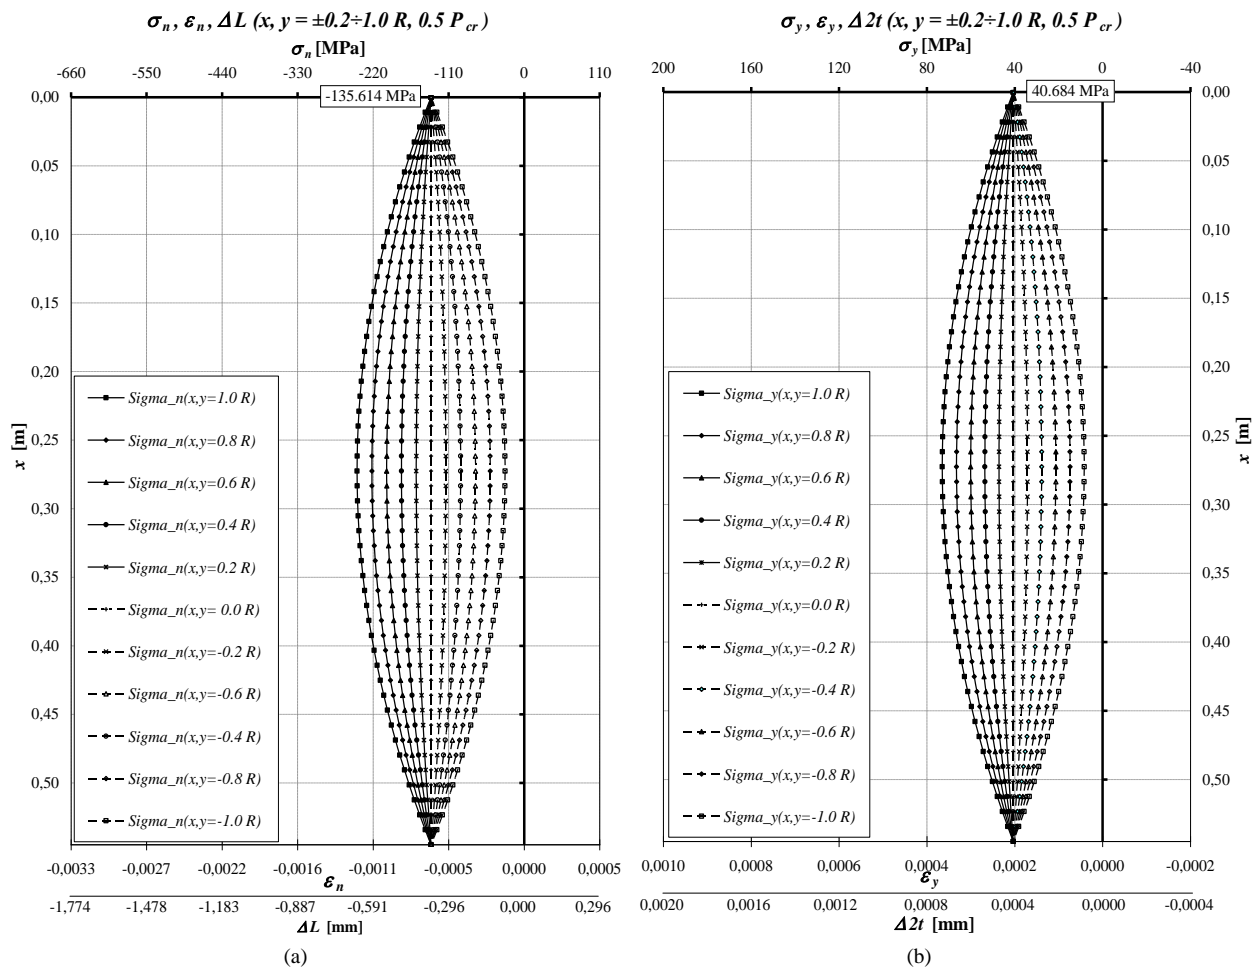 σn , εn , ΔL ( x, y = ±0.2÷1.0 R, 0.5 Pcr )
σn [MPa]
-660 -550 -440 -330 -220 -110 0 110
-135.614 MPa
0,00
0,05
0,10
0,15
0,20
0,25
0,30
0,35
0,40
0,45
0,50
x [m]
Sigma_n(x,y=1.0 R)
Sigma_n(x,y=0.8 R)
Sigma_n(x,y=0.6 R)
Sigma_n(x,y=0.4 R)
Sigma_n(x,y=0.2 R)
Sigma_n(x,y= 0.0 R)
Sigma_n(x,y=-0.2 R)
Sigma_n(x,y=-0.6 R)
Sigma_n(x,y=-0.4 R)
Sigma_n(x,y=-0.8 R)
Sigma_n(x,y=-1.0 R)
-0,0033 -0,0027 -0,0022 -0,0016 -0,0011 -0,0005 0,0000 0,0005
εn
-1,774 -1,478 -1,183 -0,887 -0,591 -0,296 0,000 0,296
ΔL [mm]
(a)
σy , εy , Δ2t ( x, y = ±0.2÷1.0 R, 0.5 Pcr )
σy [MPa]
200 160 120 80 40 0 -40
40.684 MPa
0,00
0,05
0,10
0,15
0,20
0,25
0,30
0,35
0,40
0,45
0,50
x [m]
Sigma_y(x,y=1.0 R)
Sigma_y(x,y=0.8 R)
Sigma_y(x,y=0.6 R)
Sigma_y(x,y=0.4 R)
Sigma_y(x,y=0.2 R)
Sigma_y(x,y=0.0 R)
Sigma_y(x,y=-0.2 R)
Sigma_y(x,y=-0.4 R)
Sigma_y(x,y=-0.6 R)
Sigma_y(x,y=-0.8 R)
Sigma_y(x,y=-1.0 R)
0,0010 0,0008 0,0006 0,0004 0,0002 0,0000 -0,0002
εy
0,0020 0,0016 0,0012 0,0008 0,0004 0,0000 -0,0004
Δ2t [mm]
(b)